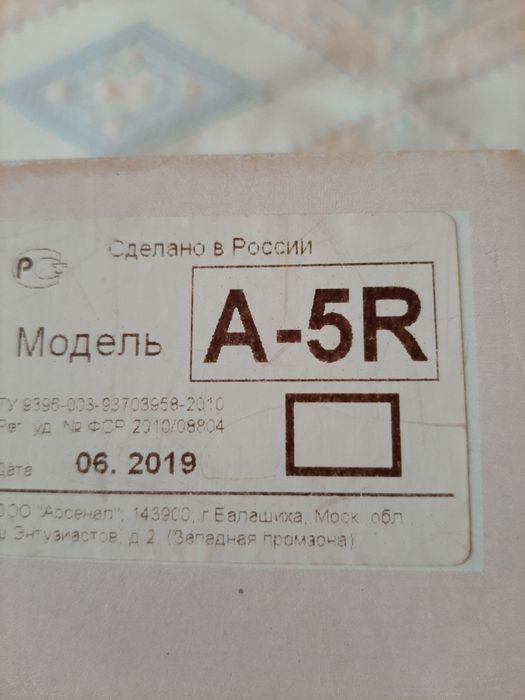 Сделано в России
РС
Модель
A-5R
ТУ 9396-003-93703958-2010
Рег. уд. № ФСР 2010/08804
Дата 06. 2019
ООО "Арсенал", 143900, г.Балашиха, Моск. обл.
ш.Энтузиастов, д.2. (Западная промзона)